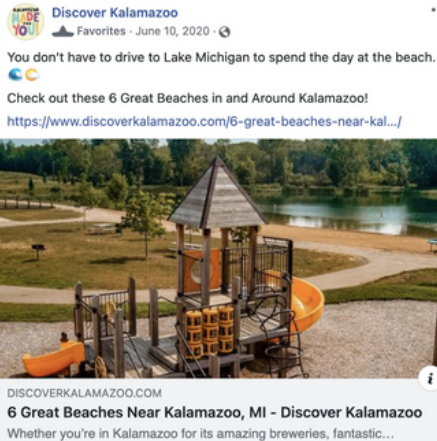 KALAMAZOO
MADE
YOU!
Discover Kalamazoo
Favorites · June 10, 2020 ·
You don't have to drive to Lake Michigan to spend the day at the beach.
Check out these 6 Great Beaches in and Around Kalamazoo!
https://www.discoverkalamazoo.com/6-great-beaches-near-kal.../
i
DISCOVERKALAMAZOO.COM
6 Great Beaches Near Kalamazoo, MI - Discover Kalamazoo
Whether you're in Kalamazoo for its amazing breweries, fantastic...